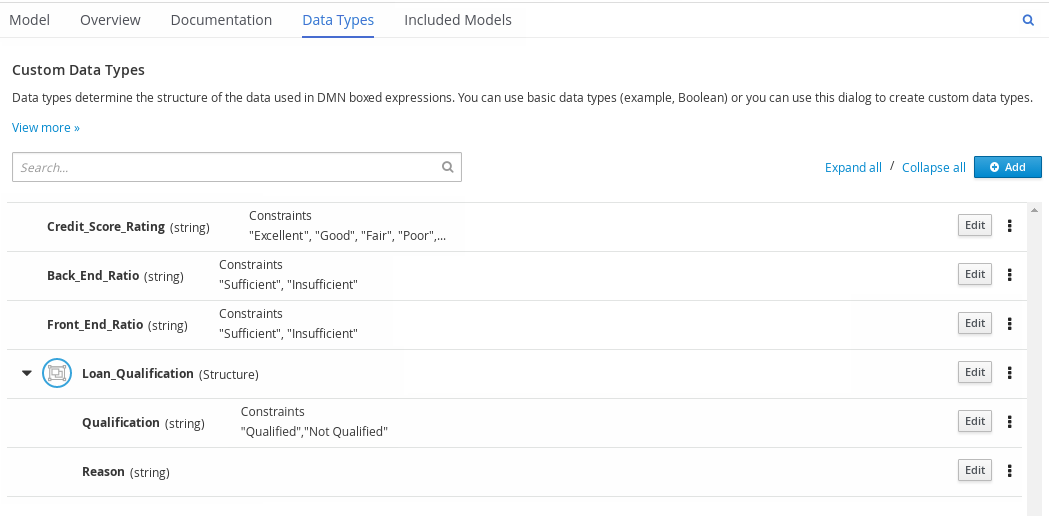 Model Overview Documentation Data Types Included Models
Custom Data Types
Data types determine the structure of the data used in DMN boxed expressions. You can use basic data types (example, Boolean) or you can use this dialog to create custom data types.
View more »
Search...
Expand all / Collapse all Add
Credit_Score_Rating (string) Constraints Edit
"Excellent", "Good", "Fair", "Poor",...
Back_End_Ratio (string) Constraints Edit
"Sufficient", "Insufficient"
Front_End_Ratio (string) Constraints Edit
"Sufficient", "Insufficient"
Loan_Qualification (Structure) Edit
Qualification (string) Constraints Edit
"Qualified","Not Qualified"
Reason (string) Edit